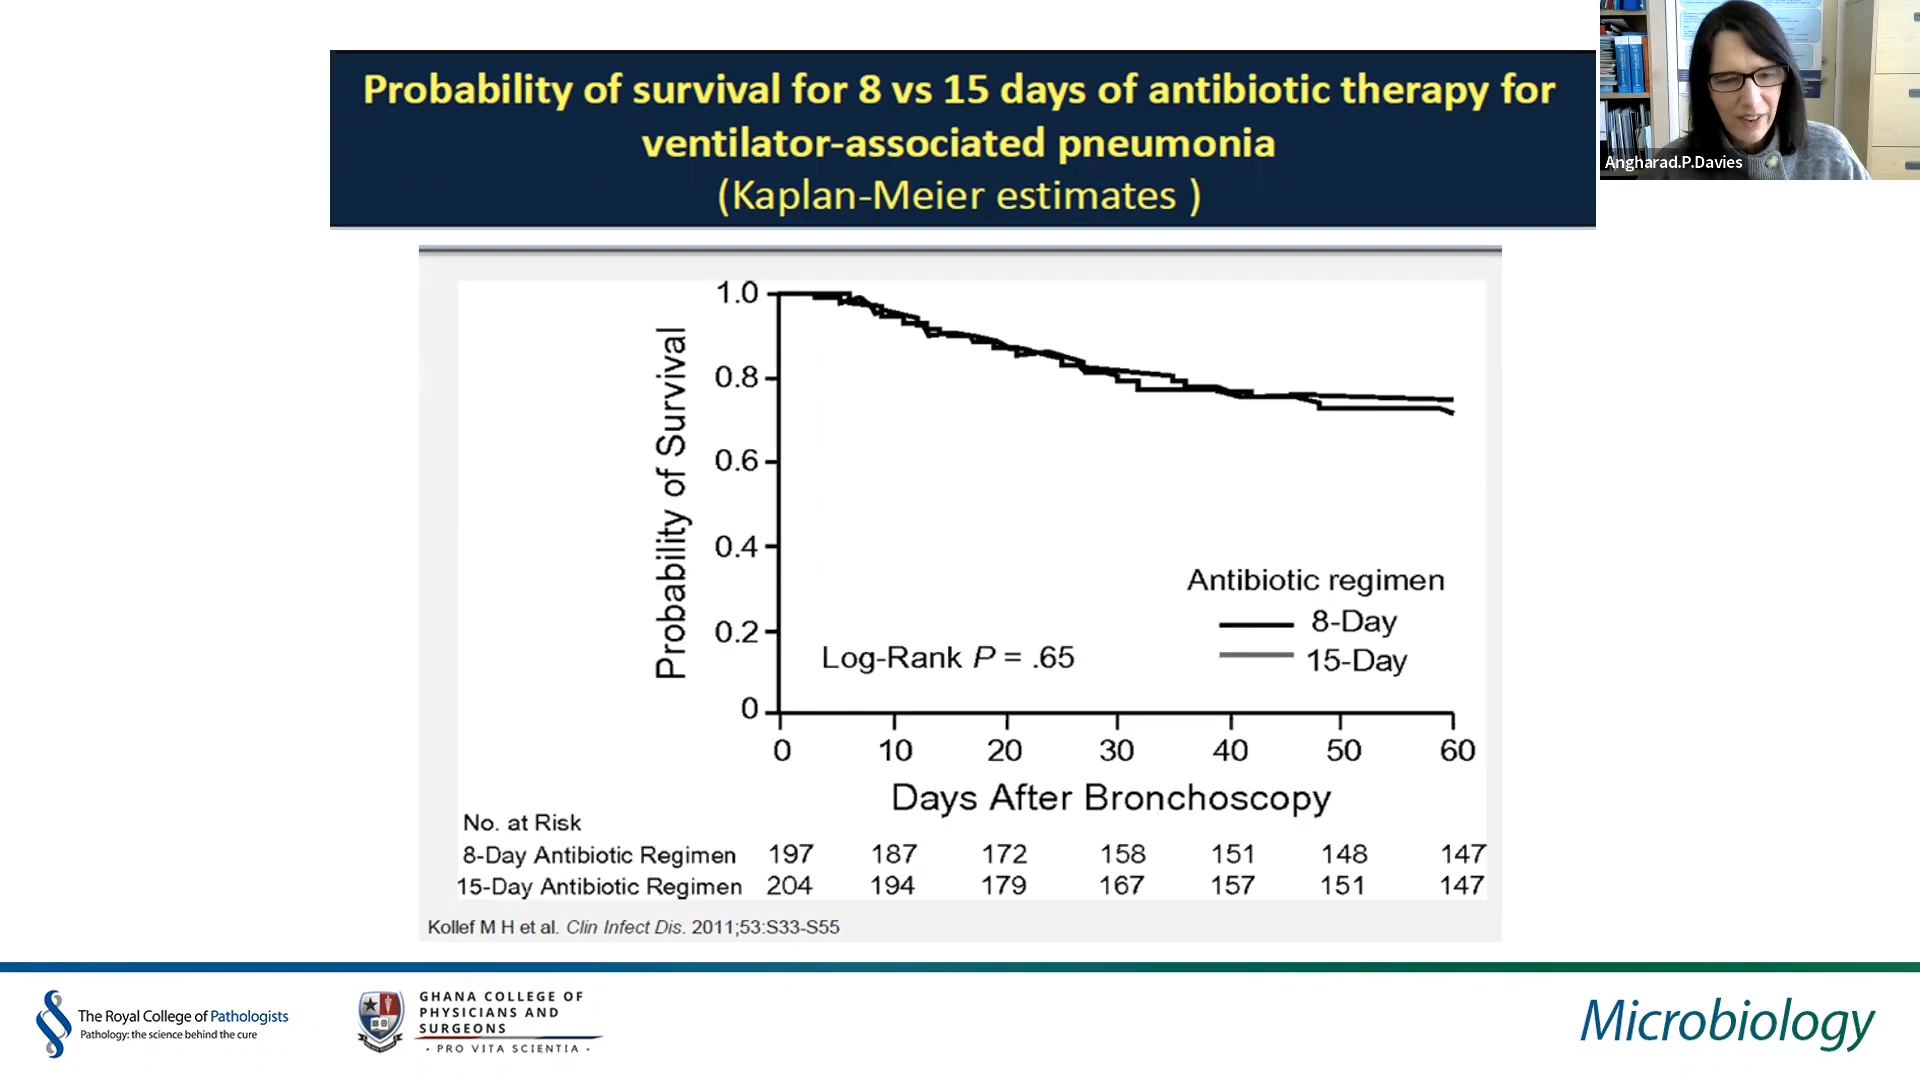 Probability of survival for 8 vs 15 days of antibiotic therapy for
ventilator-associated pneumonia
(Kaplan-Meier estimates )
Angharad.P.Davies
Probability of Survival
1.0
0.8
0.6
0.4
0.2
0
Log-Rank P = .65
Antibiotic regimen
8-Day
15-Day
0 10 20 30 40 50 60
Days After Bronchoscopy
No. at Risk
8-Day Antibiotic Regimen 197 187 172 158 151 148 147
15-Day Antibiotic Regimen 204 194 179 167 157 151 147
Kollef M H et al. Clin Infect Dis. 2011;53:S33-S55
The Royal College of Pathologists
Pathology: the science behind the cure
GHANA COLLEGE OF
PHYSICIANS AND
SURGEONS
- PRO VITA SCIENTIA -
Microbiology